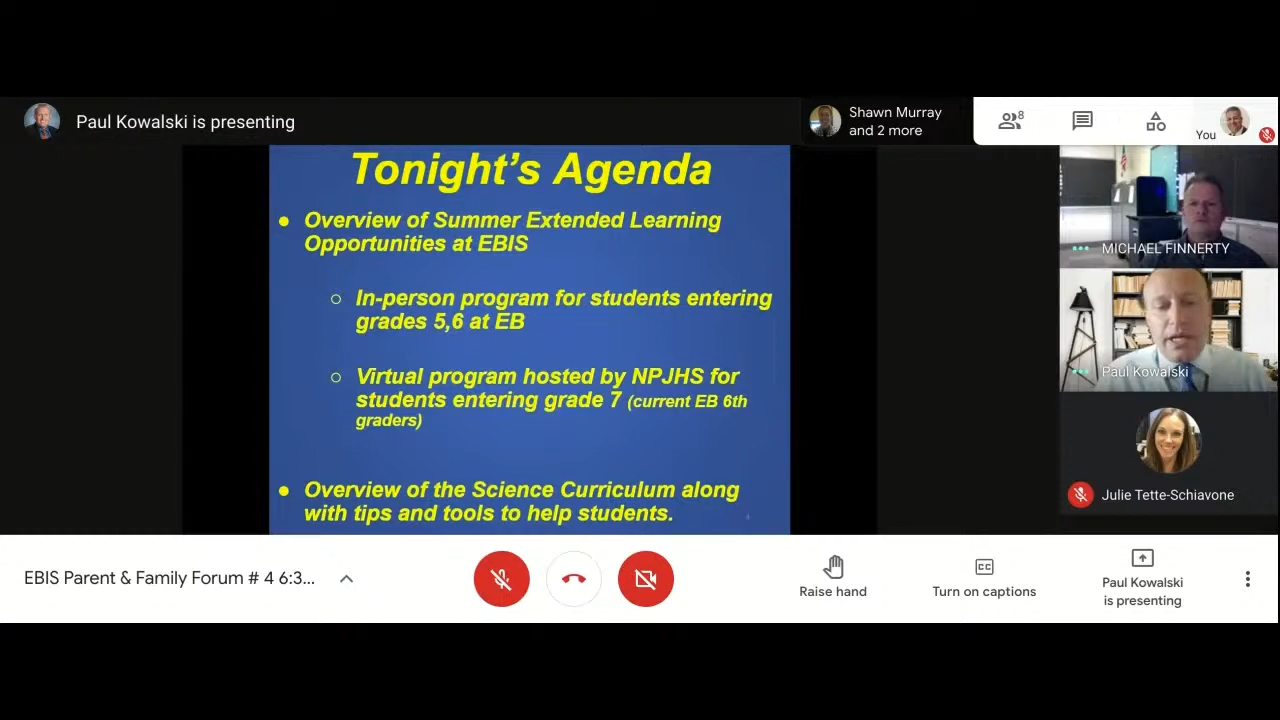 Paul Kowalski is presenting
Shawn Murray
and 2 more
8
You
Tonight's Agenda
● Overview of Summer Extended Learning
Opportunities at EBIS
○ In-person program for students entering
grades 5,6 at EB
○ Virtual program hosted by NPJHS for
students entering grade 7 (current EB 6th
graders)
● Overview of the Science Curriculum along
with tips and tools to help students.
MICHAEL FINNERTY
Paul Kowalski
Julie Tette-Schiavone
EBIS Parent & Family Forum # 4 6:3...
Raise hand
CC
Turn on captions
Paul Kowalski
is presenting